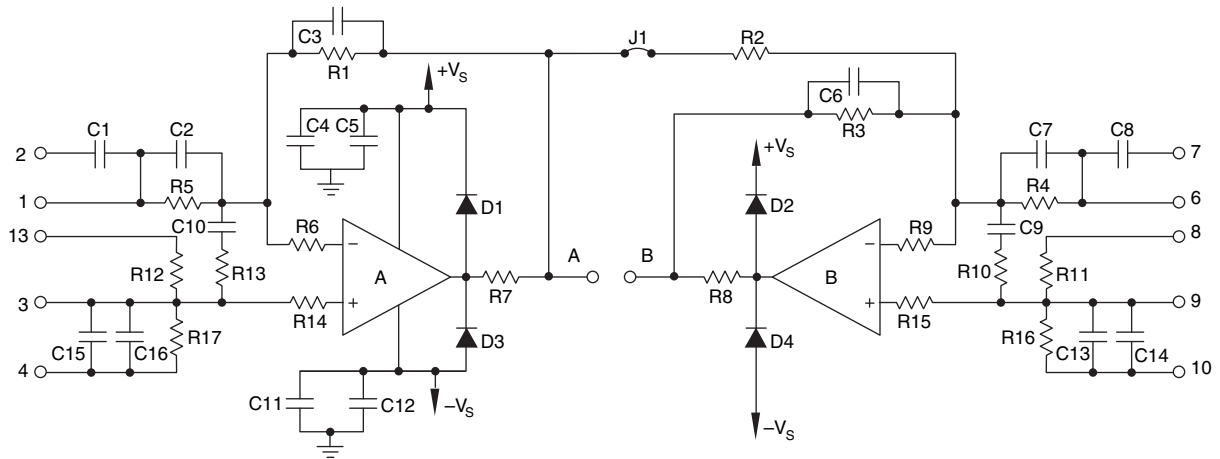 C3
R1
J1
R2
+VS
C6
R3
C4
C5
C1
C2
+VS
C7
C8
2
7
R5
R4
1
6
C10
D1
D2
C9
13
R6
R9
8
R12
R13
A
A
B
B
R10
R11
R7
R8
3
R14
R15
9
C15
C16
R17
D3
D4
R16
C13
C14
4
10
C11
C12
–VS
–VS